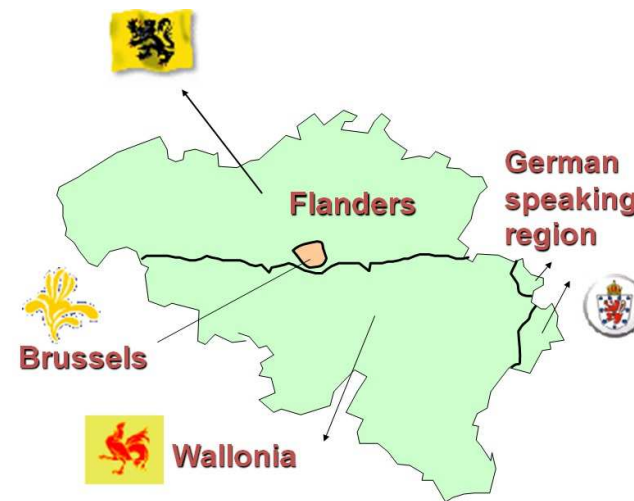 Flanders
German
speaking
region
Brussels
Wallonia